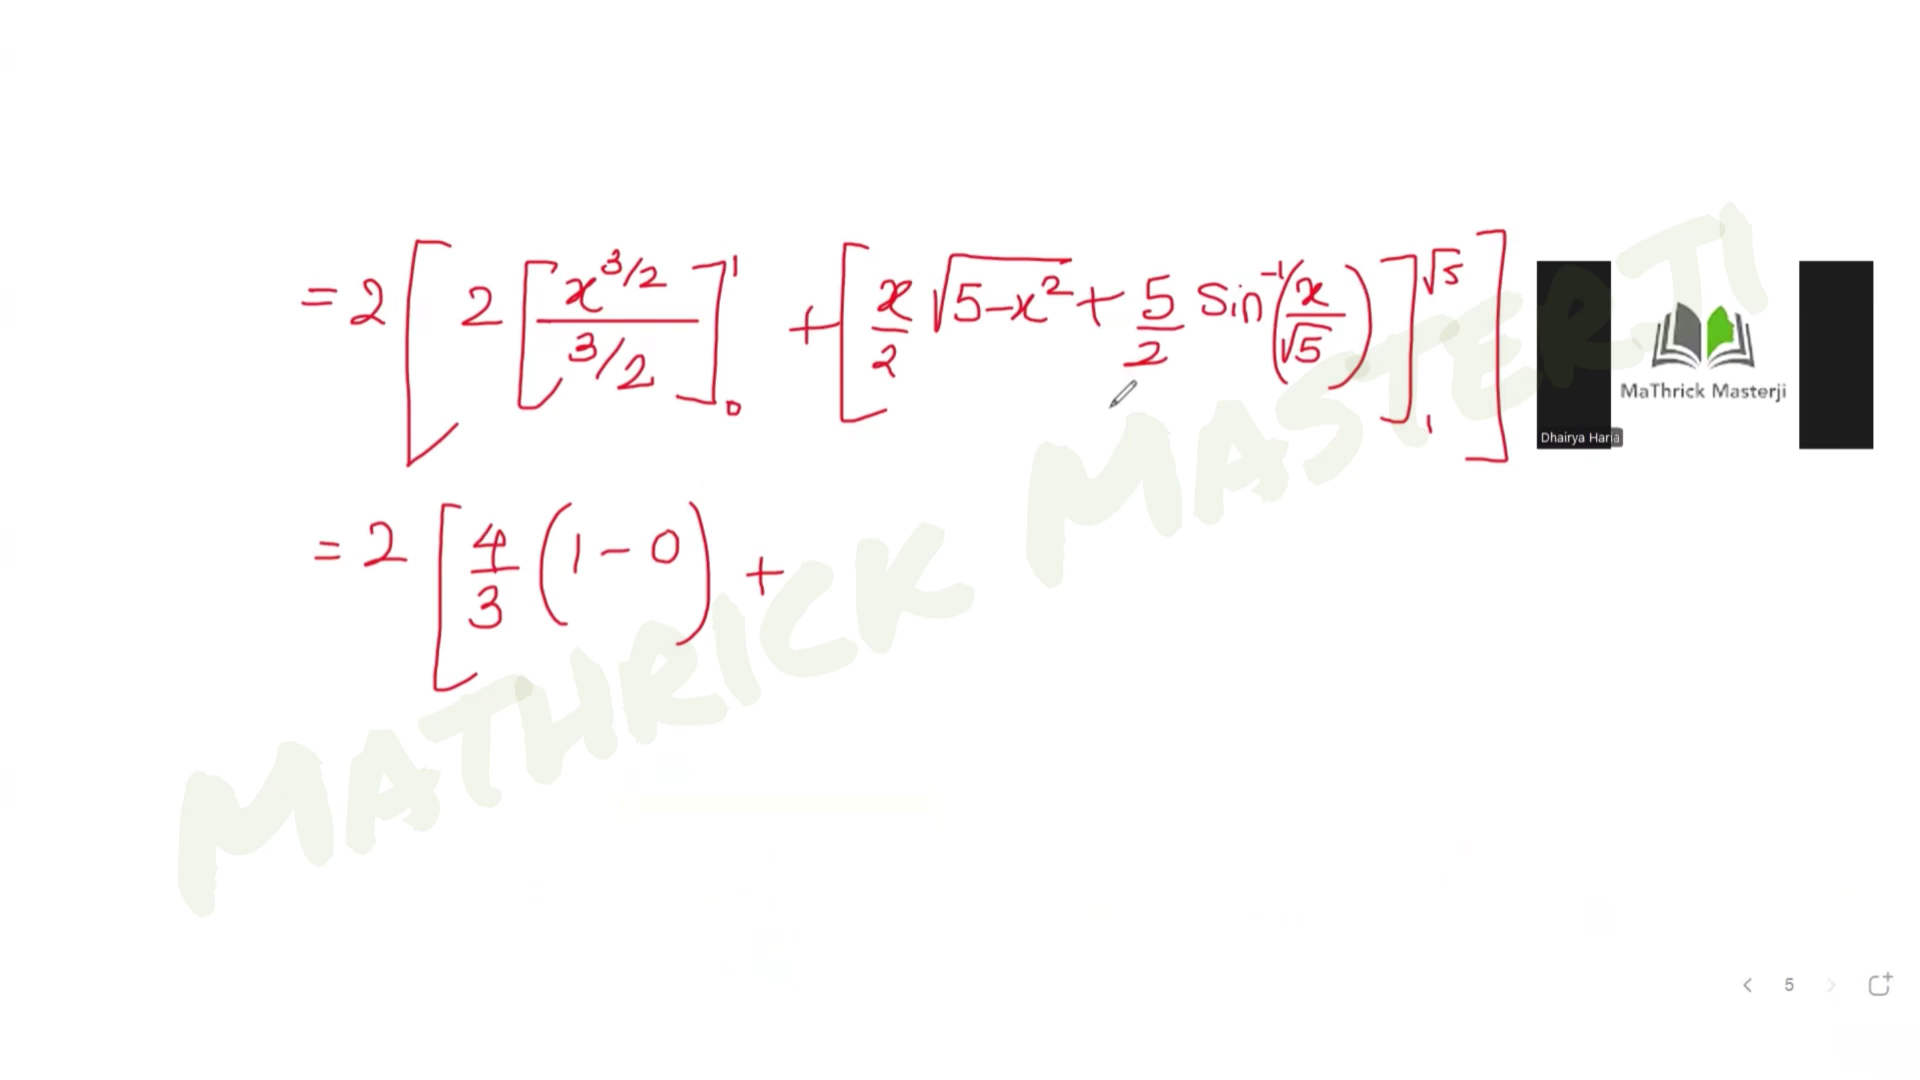 = 2 [ 2 [ x^{3/2} / 3/2 ]_0^1 + [ x/2 √(5-x²) + 5/2 Sin⁻¹(x/√5) ]_1^{√5} ]
MaThrick Masterji
Dhairya Haria
= 2 [ 4/3 (1-0) +
MATHRICK MASTERJI
5